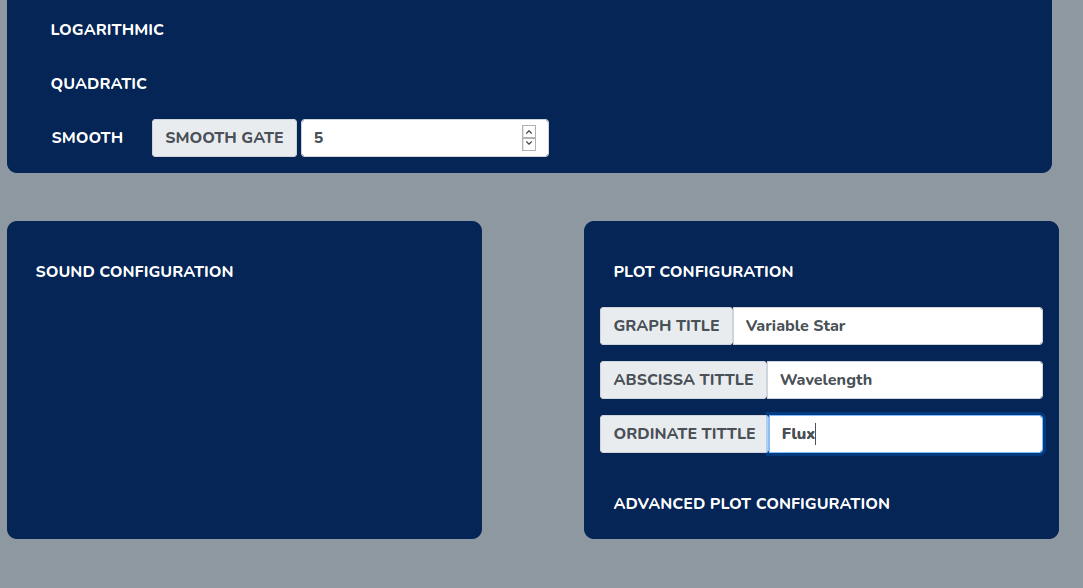 LOGARITHMIC
QUADRATIC
SMOOTH SMOOTH GATE 5
SOUND CONFIGURATION
PLOT CONFIGURATION
GRAPH TITLE Variable Star
ABSCISSA TITTLE Wavelength
ORDINATE TITTLE Flux
ADVANCED PLOT CONFIGURATION